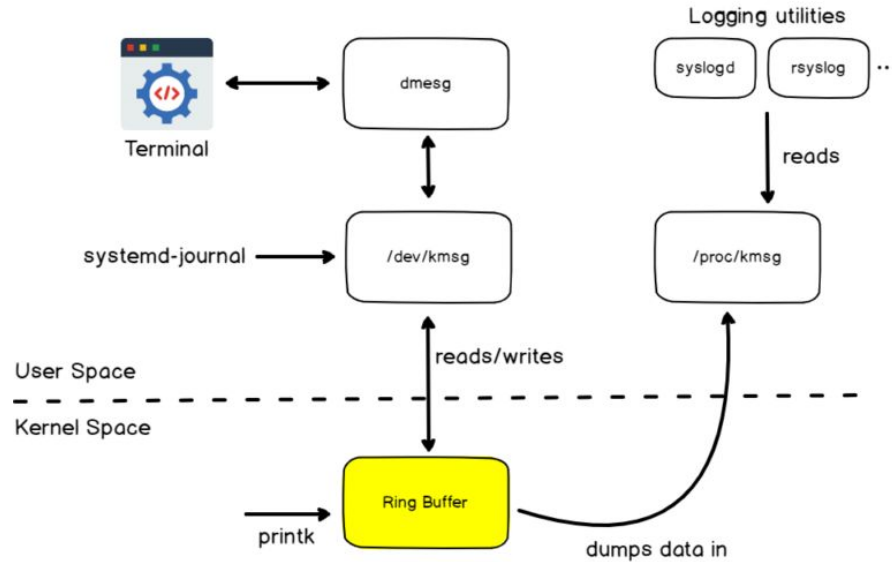 Logging utilities
syslogd
rsyslog
..
</>
dmesg
Terminal
reads
systemd-journal
/dev/kmsg
/proc/kmsg
reads/writes
User Space
Kernel Space
Ring Buffer
printk
dumps data in